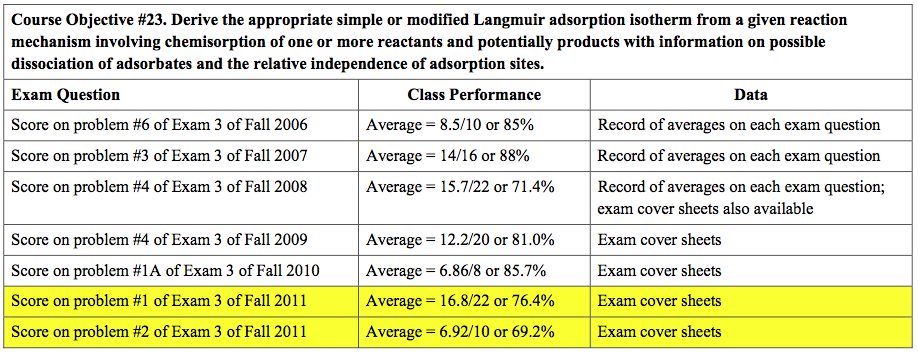 Course Objective #23. Derive the appropriate simple or modified Langmuir adsorption isotherm from a given reaction
mechanism involving chemisorption of one or more reactants and potentially products with information on possible
dissociation of adsorbates and the relative independence of adsorption sites.
Exam Question Class Performance Data
Score on problem #6 of Exam 3 of Fall 2006 Average = 8.5/10 or 85% Record of averages on each exam question
Score on problem #3 of Exam 3 of Fall 2007 Average = 14/16 or 88% Record of averages on each exam question
Score on problem #4 of Exam 3 of Fall 2008 Average = 15.7/22 or 71.4% Record of averages on each exam question;
exam cover sheets also available
Score on problem #4 of Exam 3 of Fall 2009 Average = 12.2/20 or 81.0% Exam cover sheets
Score on problem #1A of Exam 3 of Fall 2010 Average = 6.86/8 or 85.7% Exam cover sheets
Score on problem #1 of Exam 3 of Fall 2011 Average = 16.8/22 or 76.4% Exam cover sheets
Score on problem #2 of Exam 3 of Fall 2011 Average = 6.92/10 or 69.2% Exam cover sheets